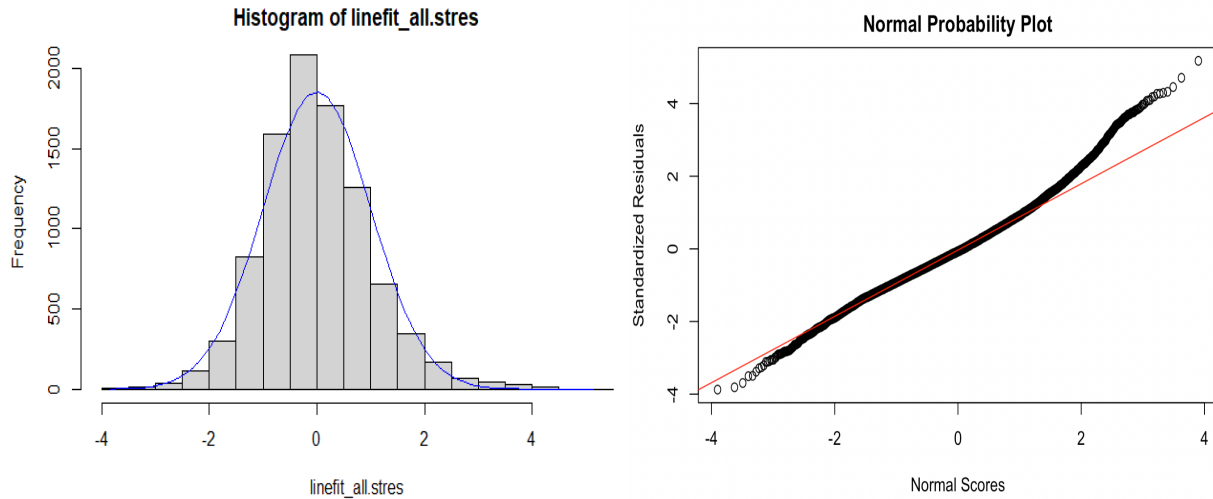 Histogram of linefit_all.stres
Frequency
2000
1500
1000
500
0
-4 -2 0 2 4
linefit_all.stres
Normal Probability Plot
Standardized Residuals
4
2
0
-2
-4
-4 -2 0 2 4
Normal Scores